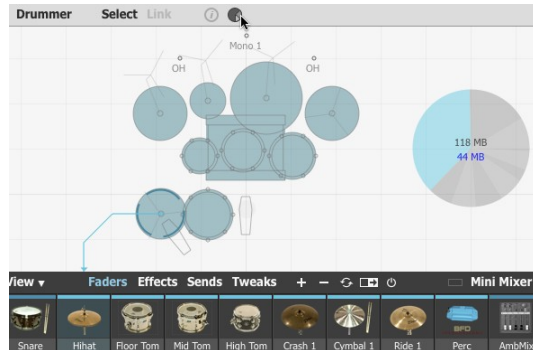 Drummer Select Link i
Mono 1
OH OH
118 MB
44 MB
View ▾ Faders Effects Sends Tweaks + − Mini Mixer
Snare Hihat Floor Tom Mid Tom High Tom Crash 1 Cymbal 1 Ride 1 Perc AmbMix
BFD